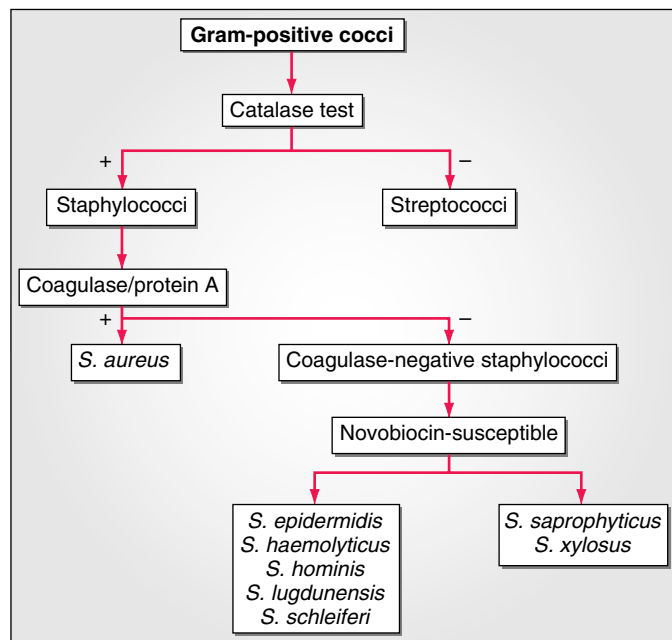 Gram-positive cocci
Catalase test
+ –
Staphylococci
Streptococci
Coagulase/protein A
+ –
S. aureus
Coagulase-negative staphylococci
Novobiocin-susceptible
S. epidermidis
S. haemolyticus
S. hominis
S. lugdunensis
S. schleiferi
S. saprophyticus
S. xylosus